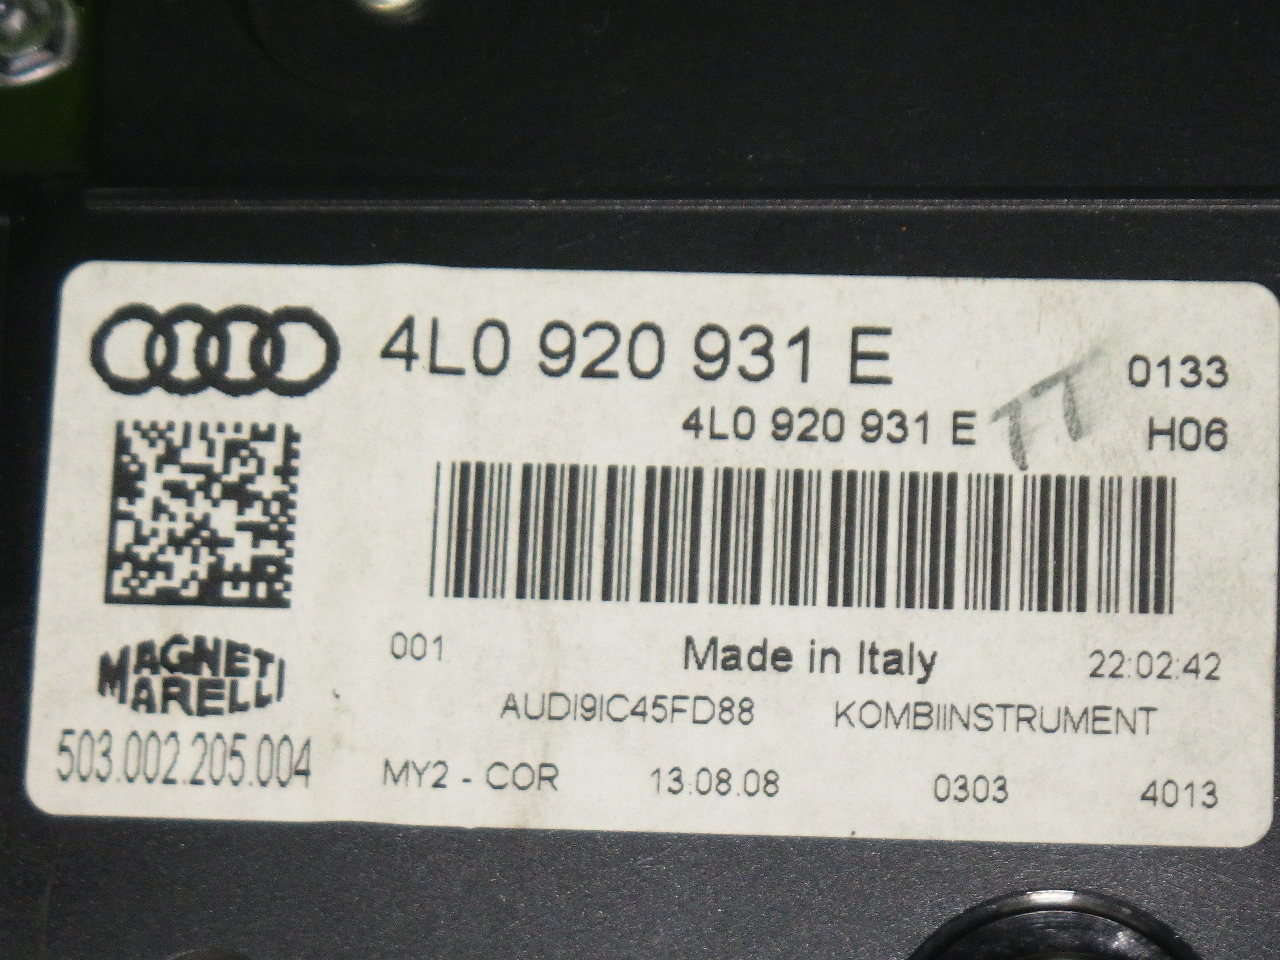 4L0 920 931 E
0133
4L0 920 931 E
H06
001
Made in Italy
22:02:42
MAGNETI
MARELLI
AUDI9IC45FD88 KOMBIINSTRUMENT
503.002.205.004
MY2 - COR 13.08.08 0303 4013